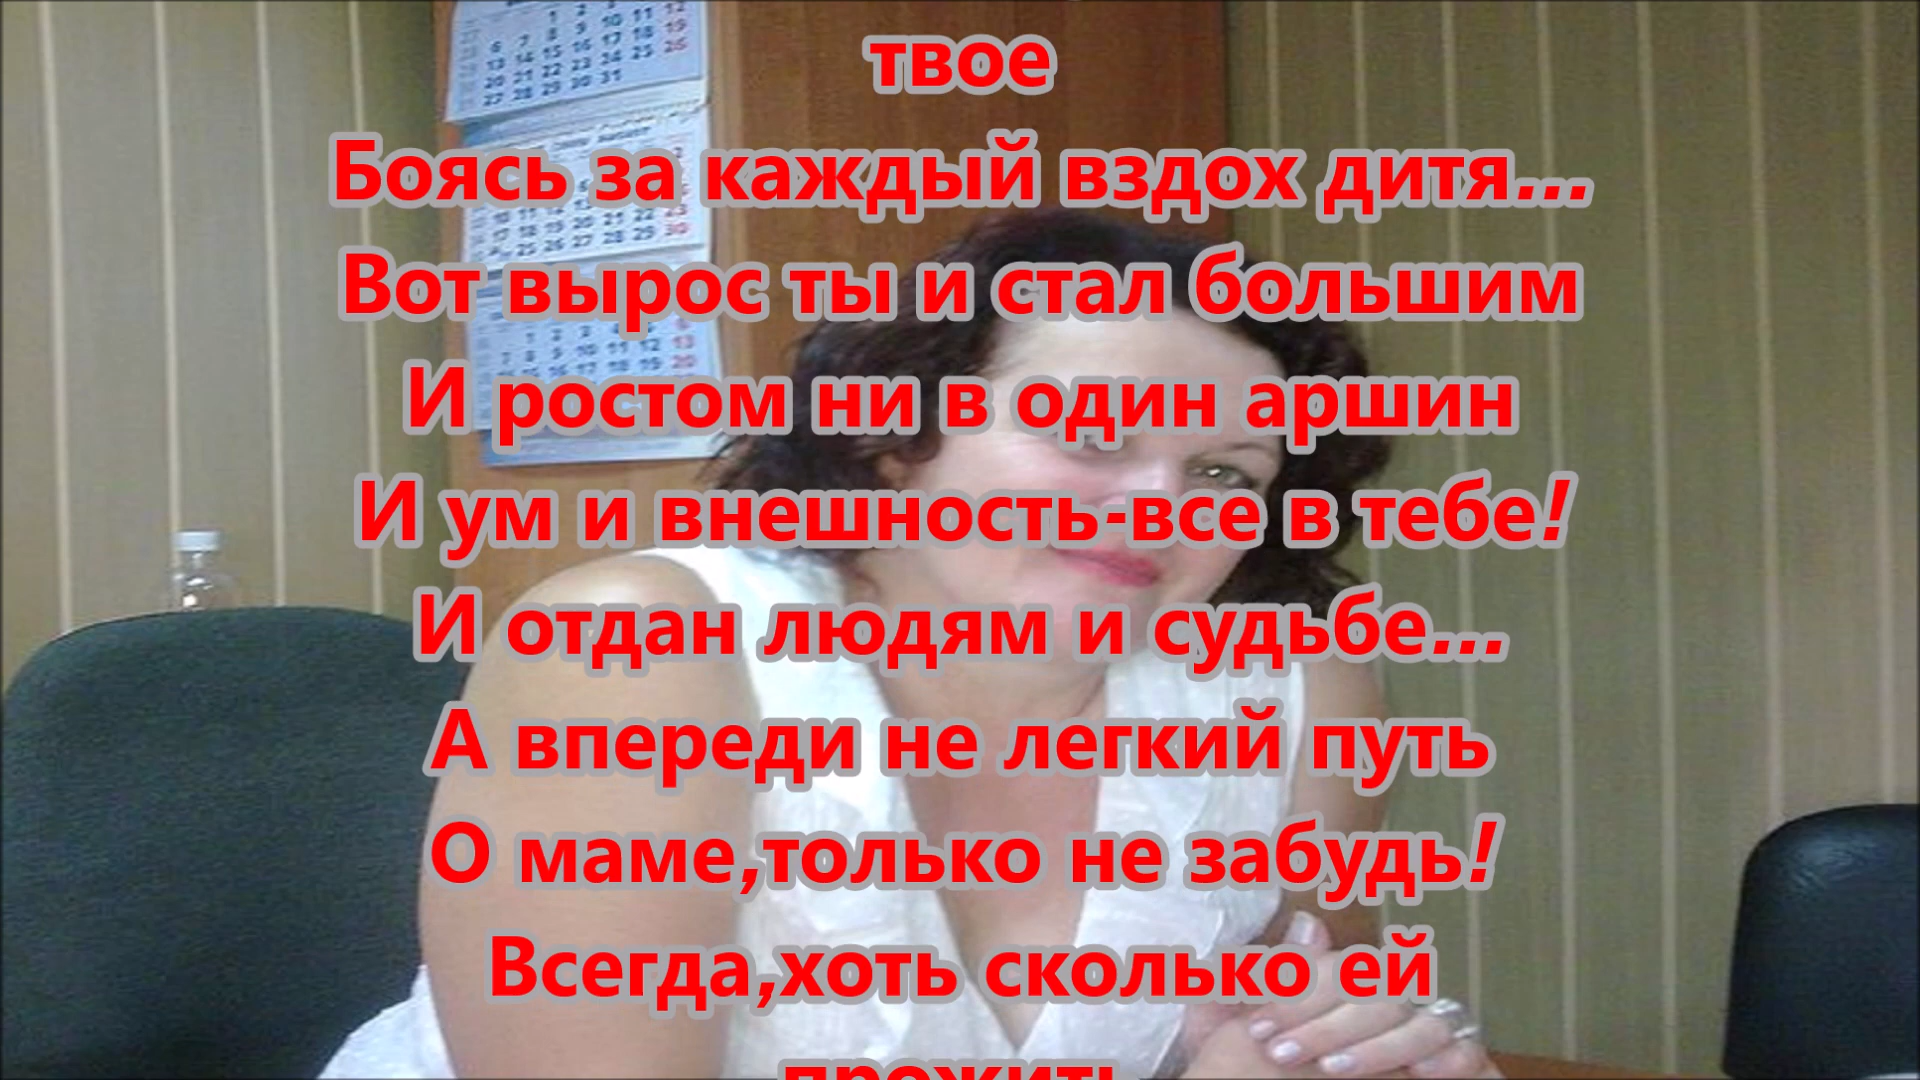 твое
Боясь за каждый вздох дитя...
Вот вырос ты и стал большим
И ростом ни в один аршин
И ум и внешность-все в тебе!
И отдан людям и судьбе...
А впереди не легкий путь
О маме,только не забудь!
Всегда,хоть сколько ей
прожить